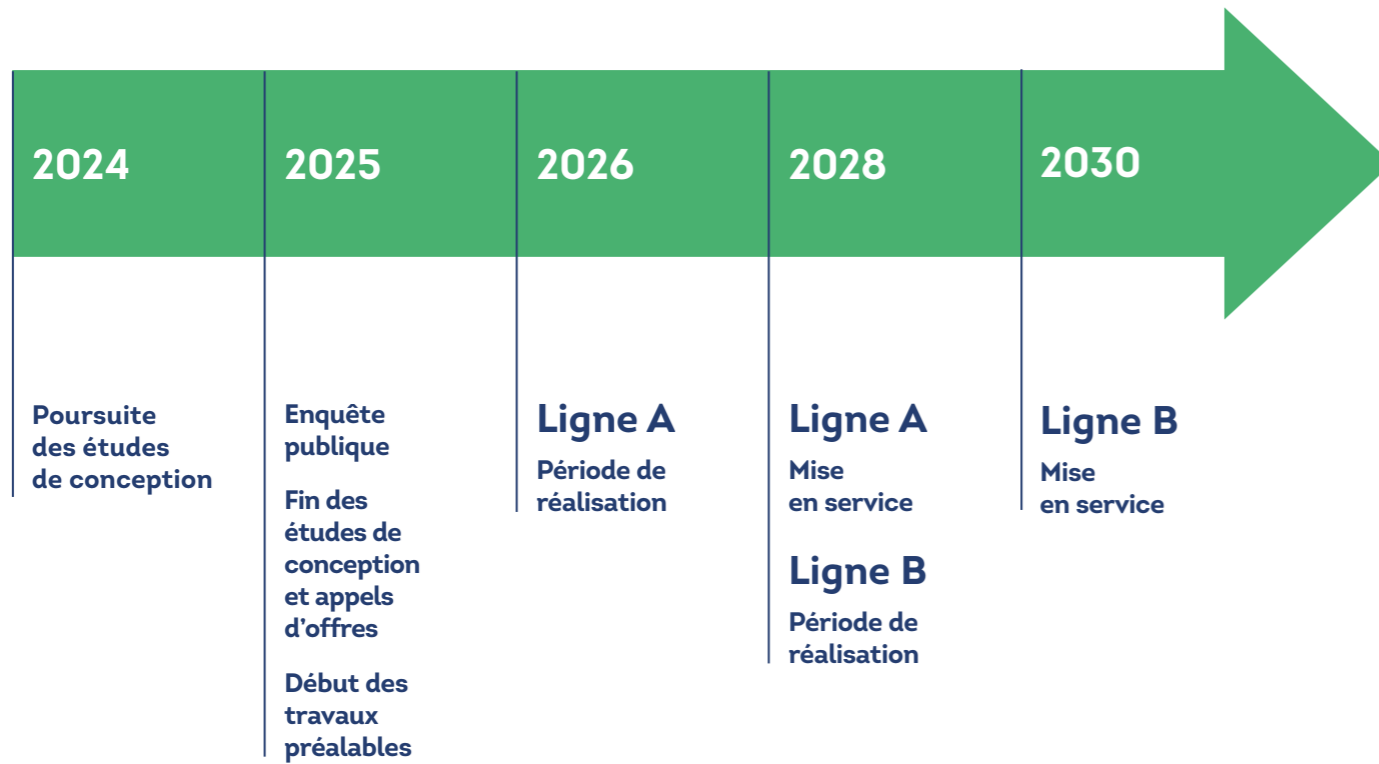 2024
2025
2026
2028
2030
Poursuite
des études
de conception
Enquête
publique
Fin des
études de
conception
et appels
d’offres
Début des
travaux
préalables
Ligne A
Période de
réalisation
Ligne A
Mise
en service
Ligne B
Période de
réalisation
Ligne B
Mise
en service